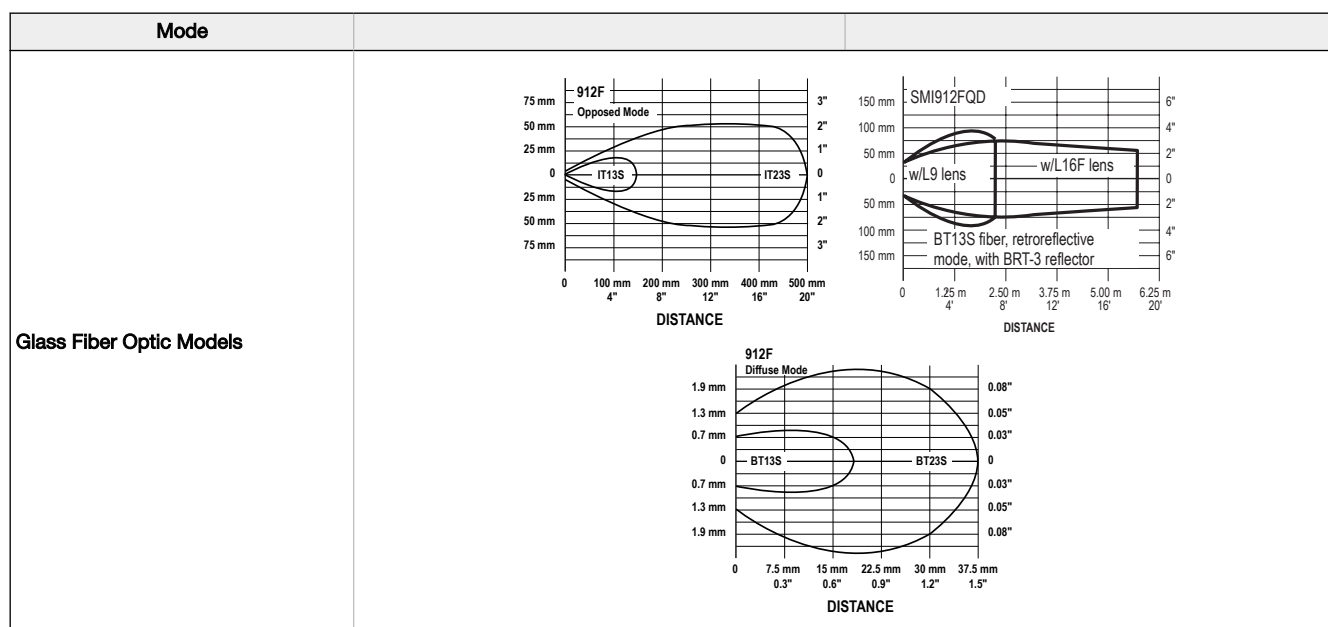 Mode
Glass Fiber Optic Models
912F
Opposed Mode
75 mm
50 mm
25 mm
0
25 mm
50 mm
75 mm
3"
2"
1"
0
1"
2"
3"
IT13S
IT23S
0 100 mm 200 mm 300 mm 400 mm 500 mm
4" 8" 12" 16" 20"
DISTANCE
SMI912FQD
150 mm
100 mm
50 mm
0
50 mm
100 mm
150 mm
6"
4"
2"
0
2"
4"
6"
w/L9 lens
w/L16F lens
BT13S fiber, retroreflective
mode, with BRT-3 reflector
0 1.25 m 2.50 m 3.75 m 5.00 m 6.25 m
4' 8' 12' 16' 20'
DISTANCE
912F
Diffuse Mode
1.9 mm
1.3 mm
0.7 mm
0
0.7 mm
1.3 mm
1.9 mm
0.08"
0.05"
0.03"
0
0.03"
0.05"
0.08"
BT13S
BT23S
0 7.5 mm 15 mm 22.5 mm 30 mm 37.5 mm
0.3" 0.6" 0.9" 1.2" 1.5"
DISTANCE